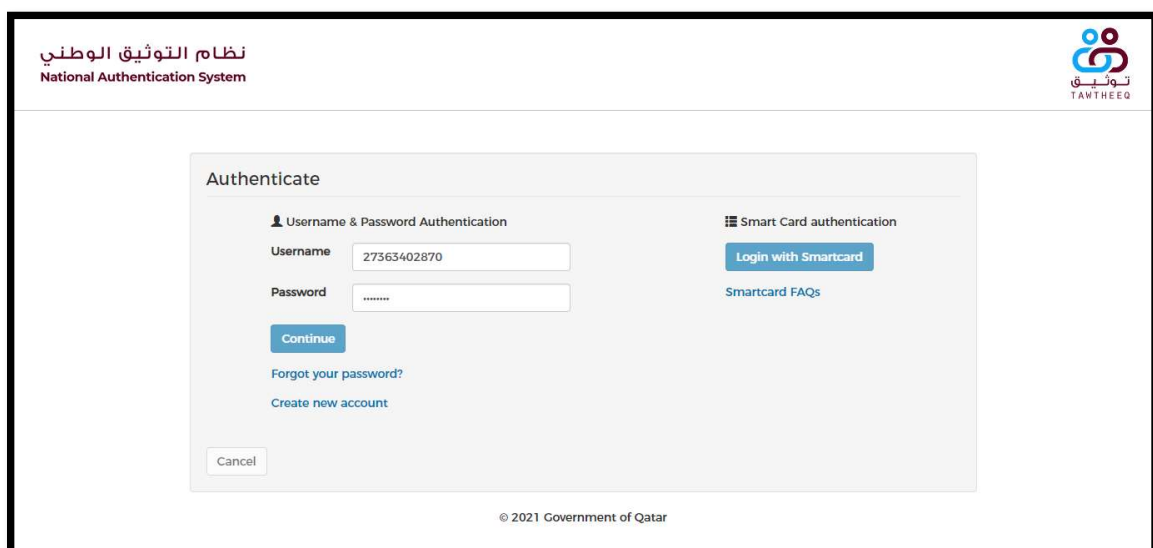 نظام التوثيق الوطني
National Authentication System
توثيق
TAWTHEEQ
Authenticate
Username & Password Authentication
Username 27363402870
Password ••••••••
Continue
Forgot your password?
Create new account
Smart Card authentication
Login with Smartcard
Smartcard FAQs
Cancel
© 2021 Government of Qatar